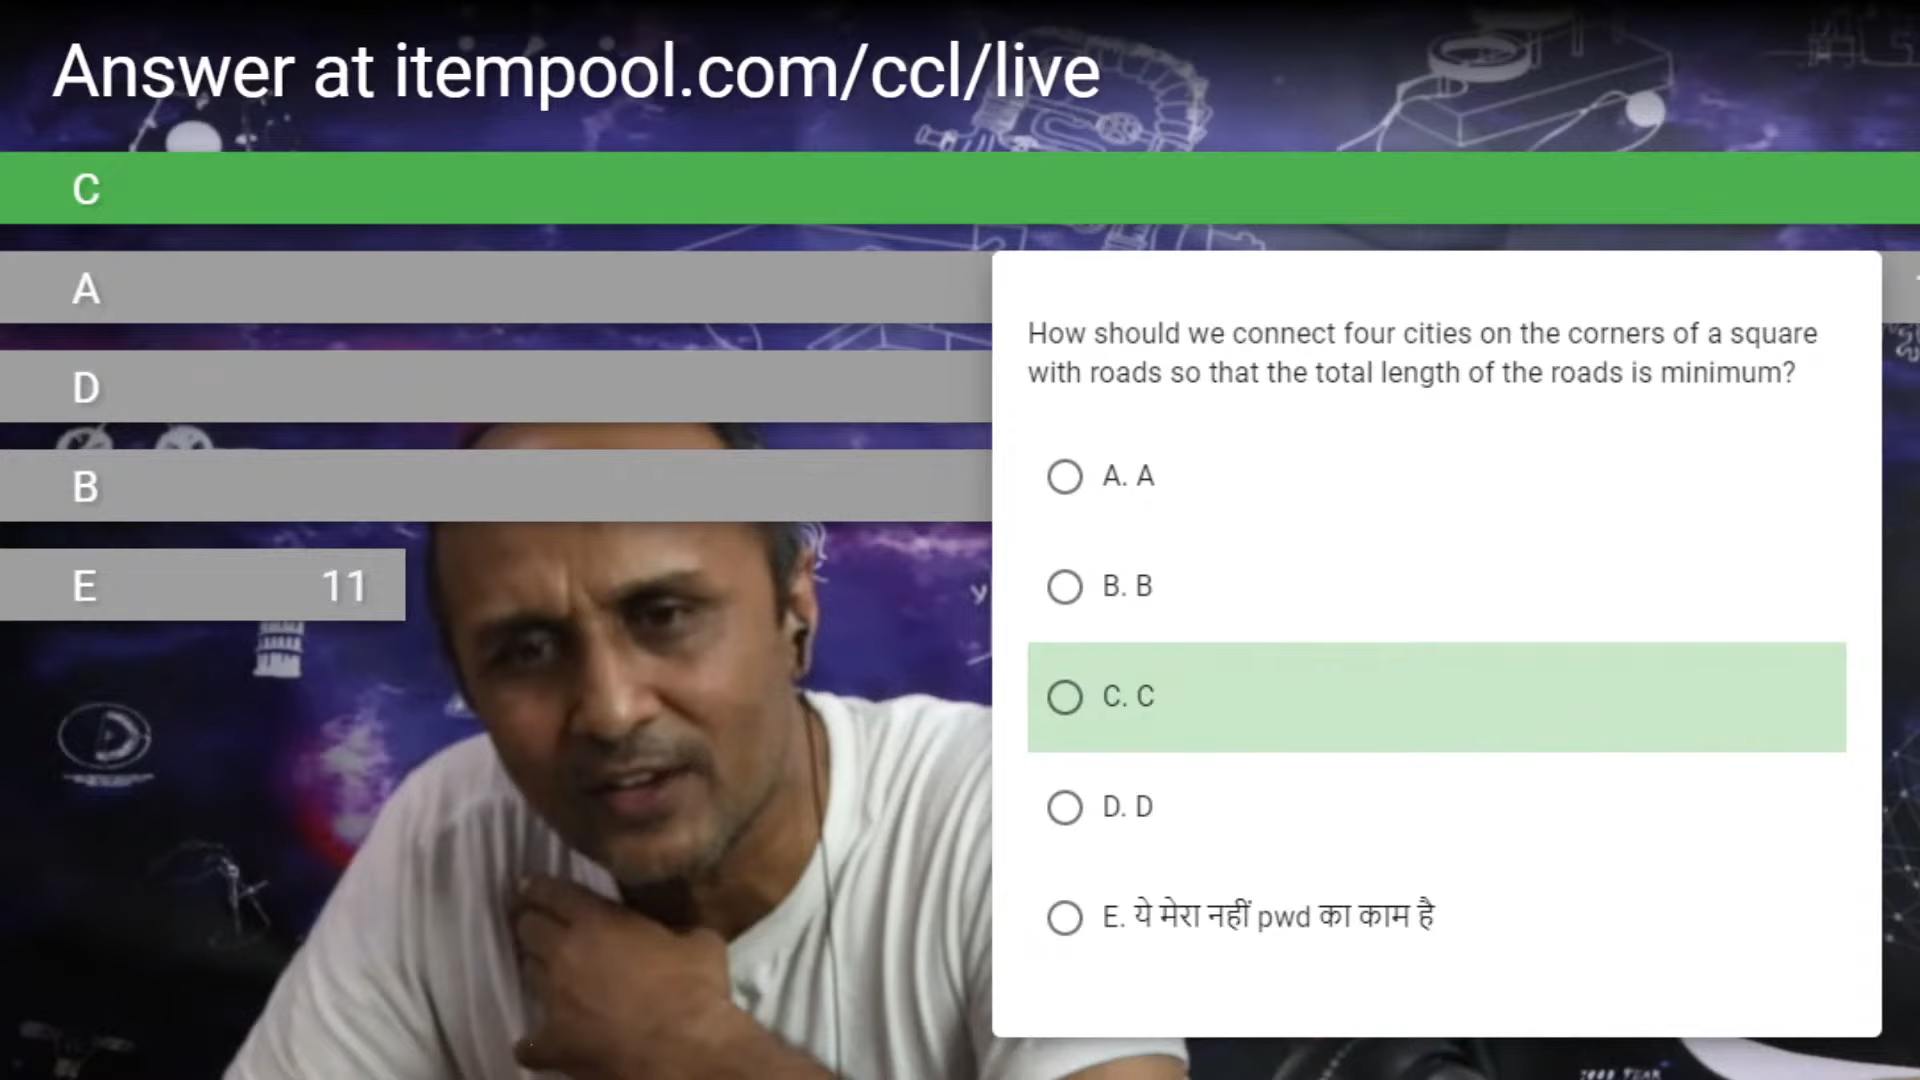 Answer at itempool.com/ccl/live
C
A
D
B
E 11
How should we connect four cities on the corners of a square
with roads so that the total length of the roads is minimum?
A. A
B. B
C. C
D. D
E. ये मेरा नहीं pwd का काम है